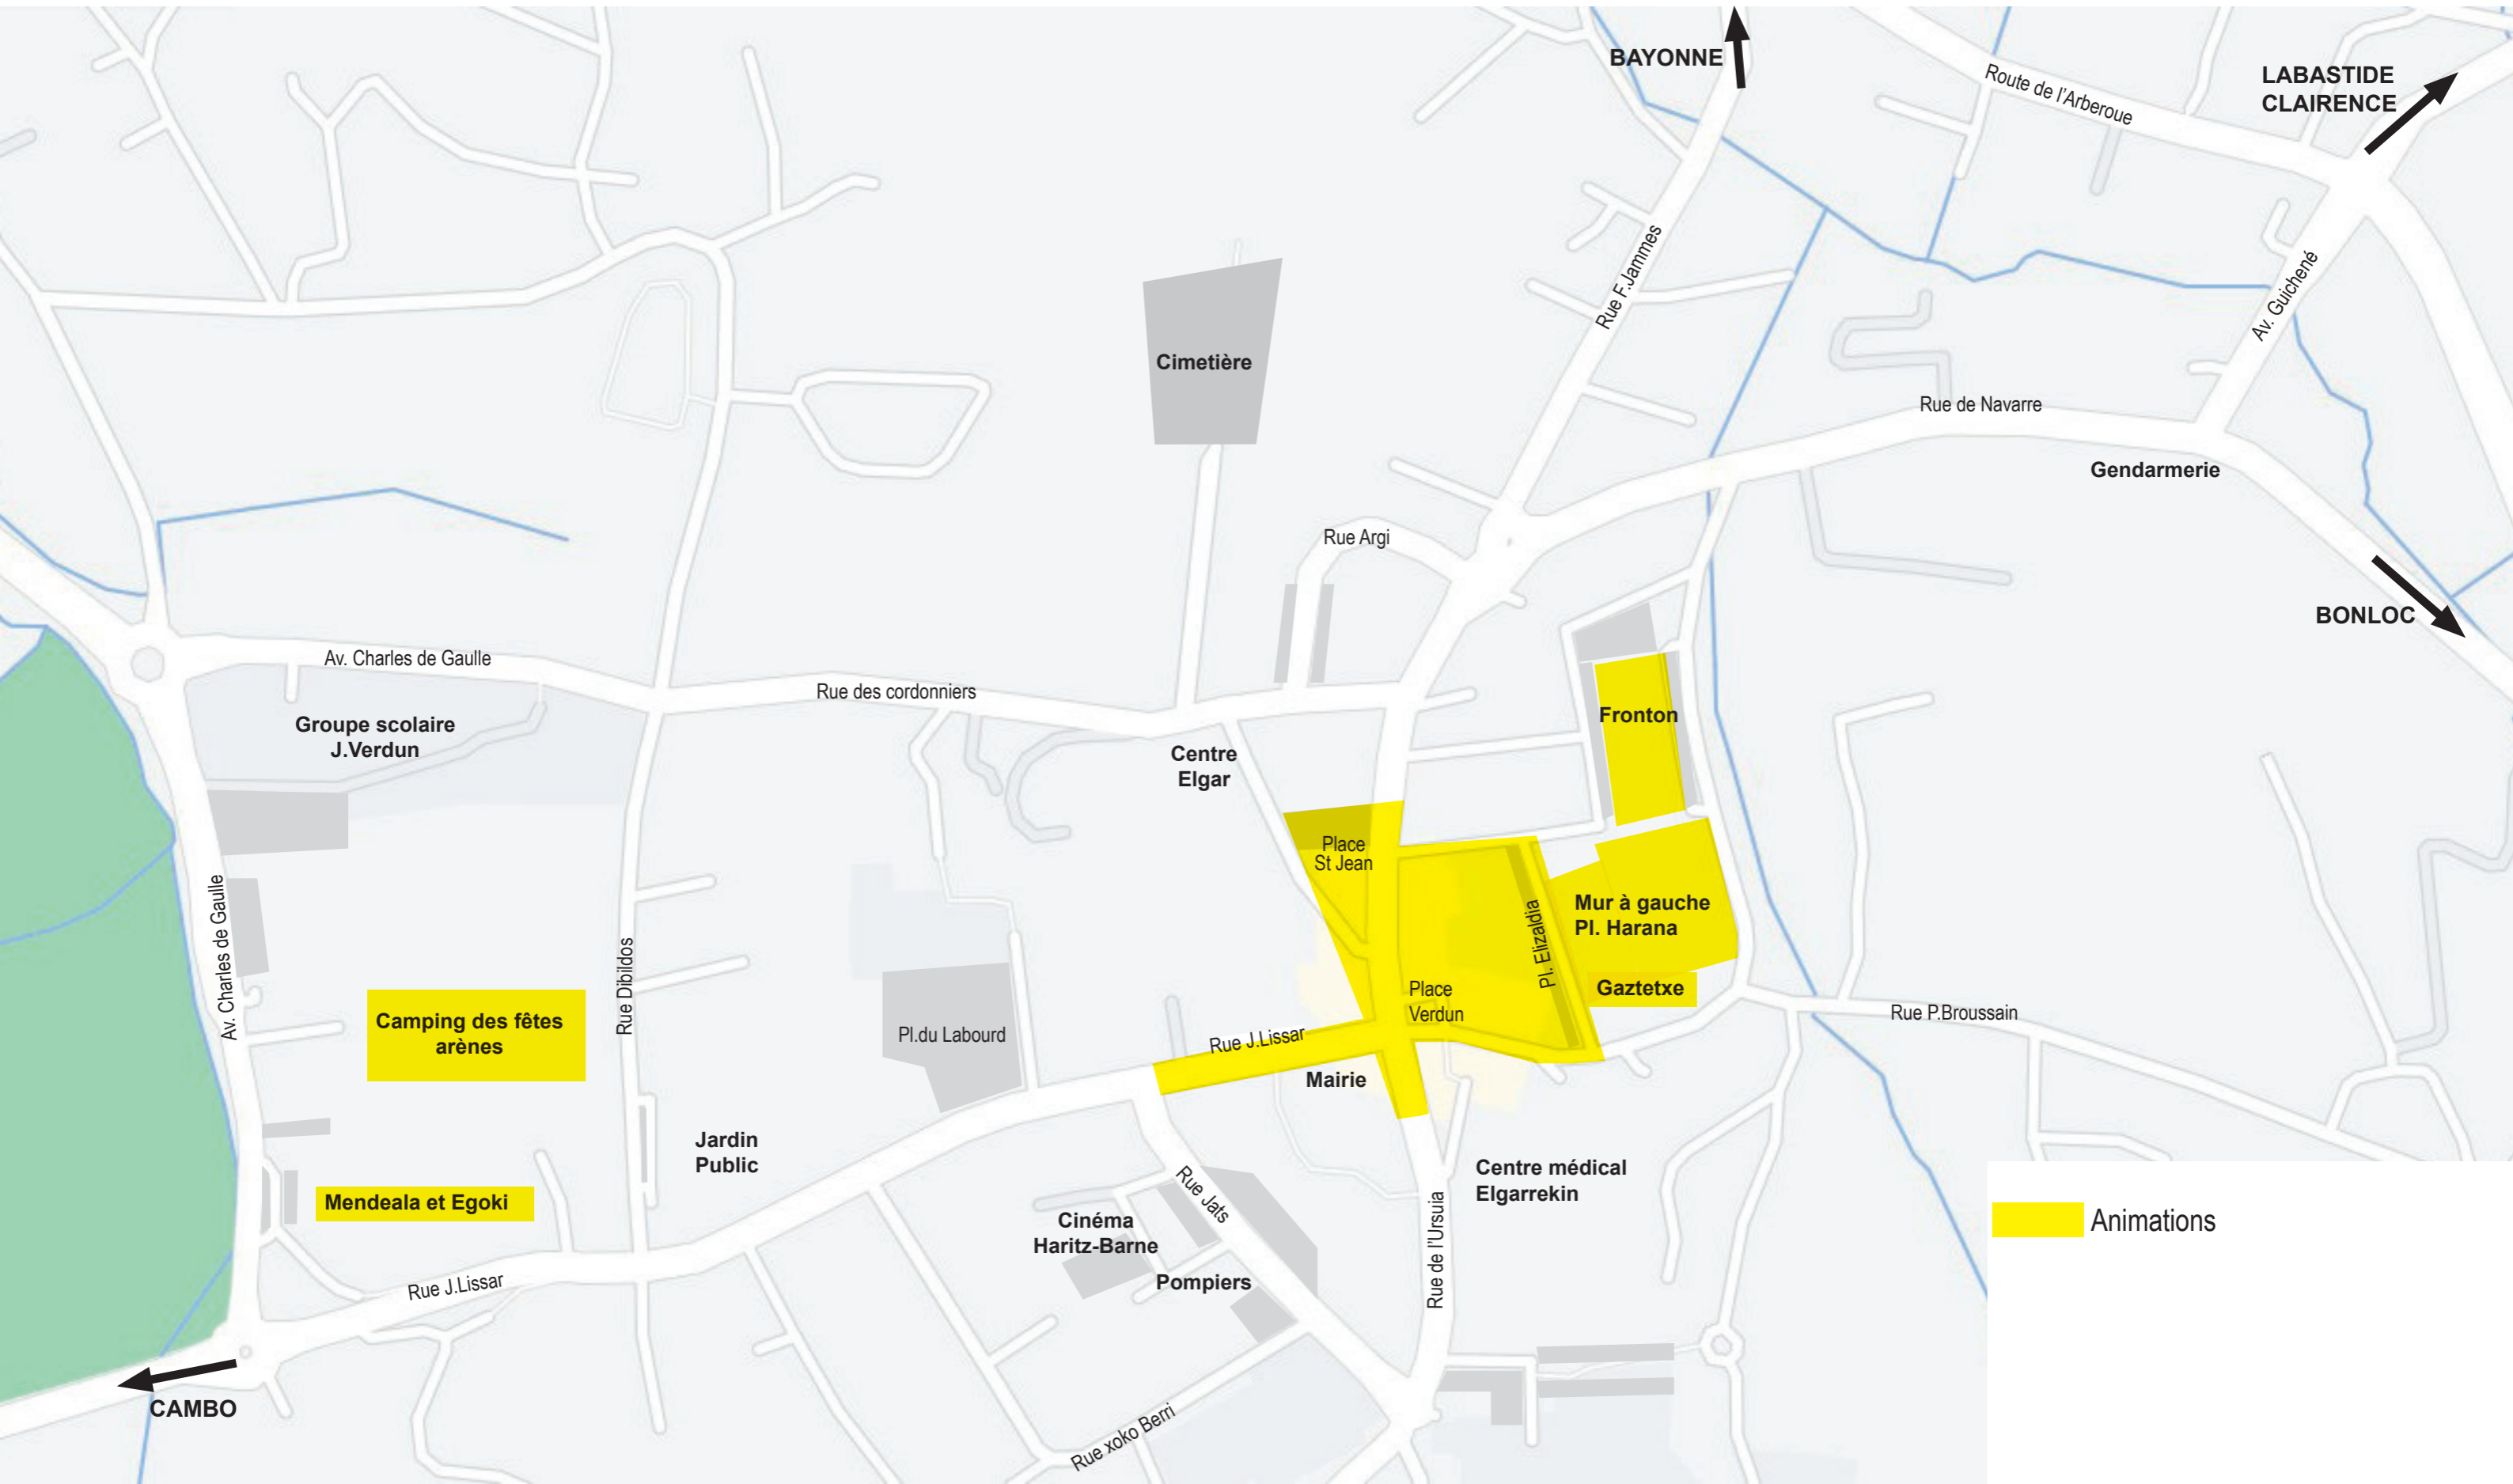 BAYONNE
LABASTIDE
CLAIRENCE
Route de l'Arberoue
Rue F.Jammes
Av. Guichené
Cimetière
Rue de Navarre
Gendarmerie
Rue Argi
BONLOC
Av. Charles de Gaulle
Rue des cordonniers
Groupe scolaire
J.Verdun
Fronton
Centre
Elgar
Place
St Jean
Av. Charles de Gaulle
Rue Dibildos
Pl. Elizaldia
Mur à gauche
Pl. Harana
Gaztetxe
Place
Verdun
Rue P.Broussain
Camping des fêtes
arènes
Pl.du Labourd
Rue J.Lissar
Mairie
Jardin
Public
Centre médical
Elgarrekin
Mendeala et Egoki
Rue Jats
Cinéma
Haritz-Barne
Pompiers
Rue de l'Ursuia
Animations
Rue J.Lissar
CAMBO
Rue xoko Berri